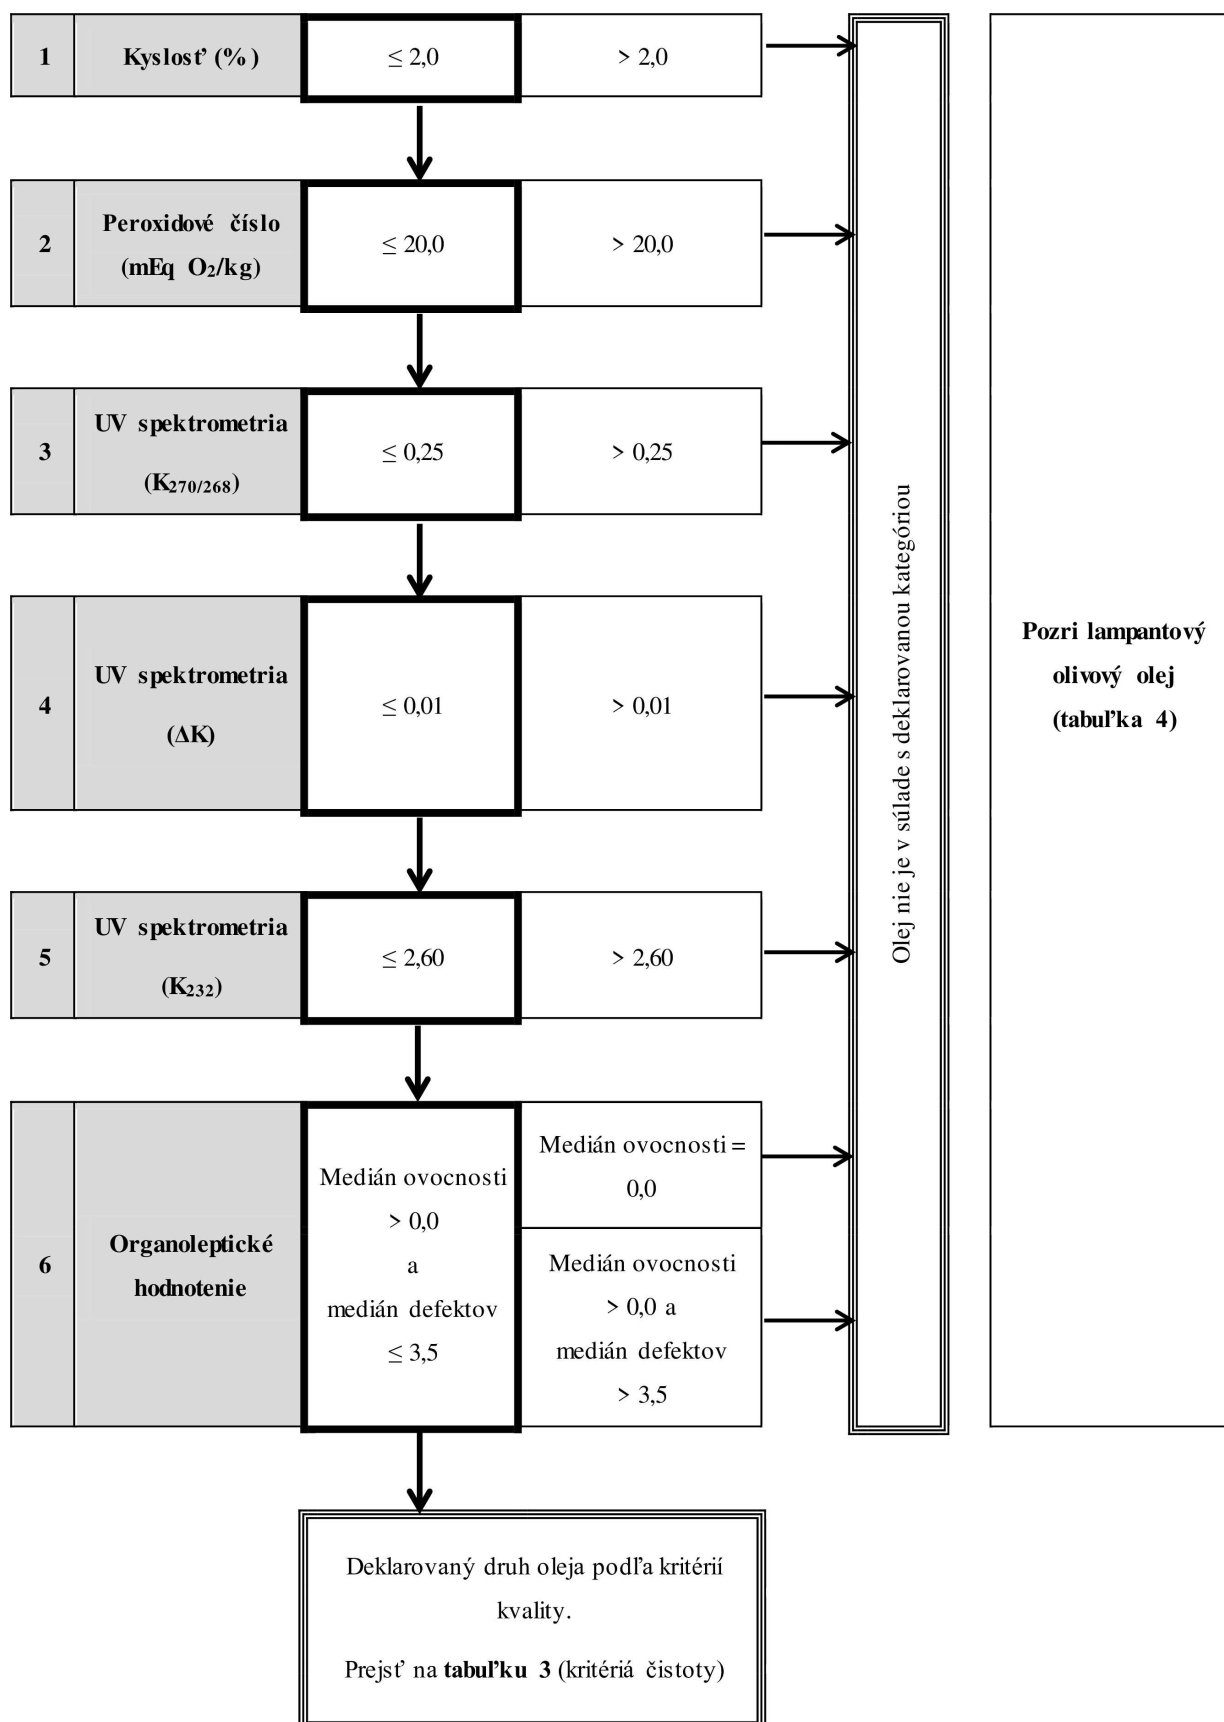 1
Kyslosť (%)
≤ 2,0
> 2,0
2
Peroxidové číslo
(mEq O₂/kg)
≤ 20,0
> 20,0
3
UV spektrometria
(K₂₇₀/₂₆₈)
≤ 0,25
> 0,25
4
UV spektrometria
(ΔK)
≤ 0,01
> 0,01
5
UV spektrometria
(K₂₃₂)
≤ 2,60
> 2,60
6
Organoleptické
hodnotenie
Medián ovocnosti
> 0,0
a
medián defektov
≤ 3,5
Medián ovocnosti =
0,0
Medián ovocnosti
> 0,0 a
medián defektov
> 3,5
Olej nie je v súlade s deklarovanou kategóriou
Pozri lampantový
olivový olej
(tabuľka 4)
Deklarovaný druh oleja podľa kritérií
kvality.
Prejsť na tabuľku 3 (kritériá čistoty)